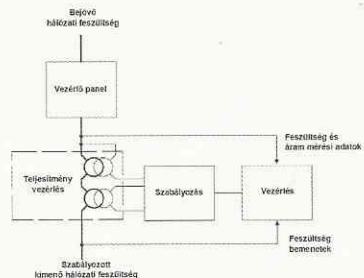 Bejövő
hálózati feszültség
Vezérlő panel
Feszültség és
áram mérési adatok
Teljesítmény
vezérlés
Szabályozás
Vezérlés
Feszültség
bemenetek
Szabályozott
kimenő hálózati feszültség